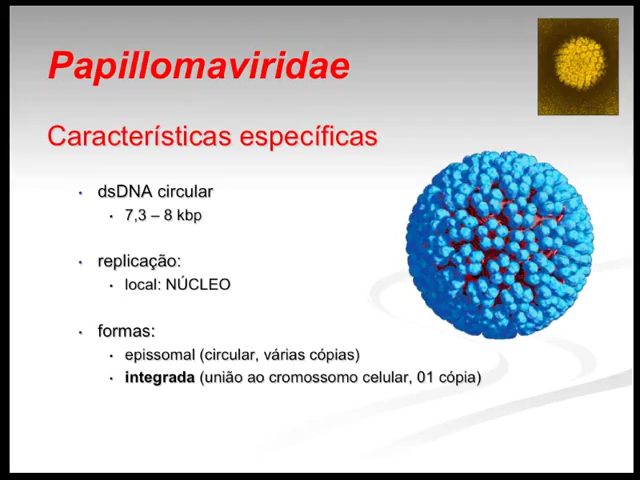 Papillomaviridae
Características específicas
• dsDNA circular
• 7,3 – 8 kbp
• replicação:
• local: NÚCLEO
• formas:
• epissomal (circular, várias cópias)
• integrada (união ao cromossomo celular, 01 cópia)